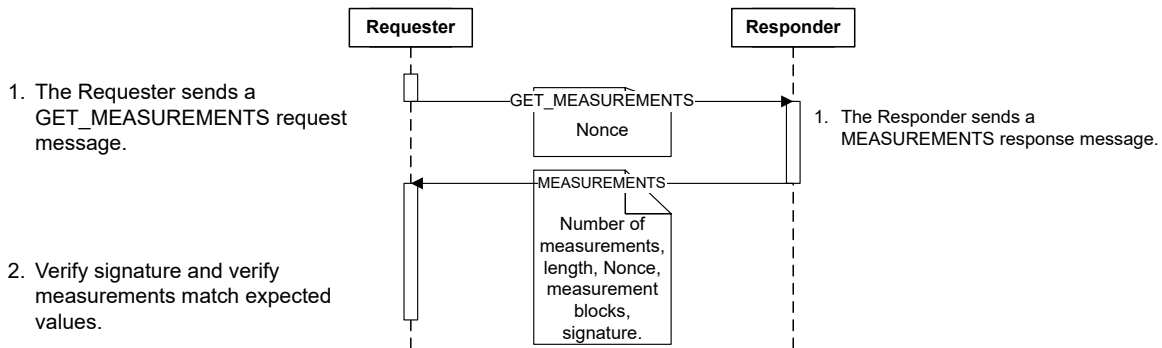 Requester
Responder
1. The Requester sends a
GET_MEASUREMENTS request
message.
GET_MEASUREMENTS
Nonce
1. The Responder sends a
MEASUREMENTS response message.
MEASUREMENTS
Number of
measurements,
length, Nonce,
measurement
blocks,
signature.
2. Verify signature and verify
measurements match expected
values.